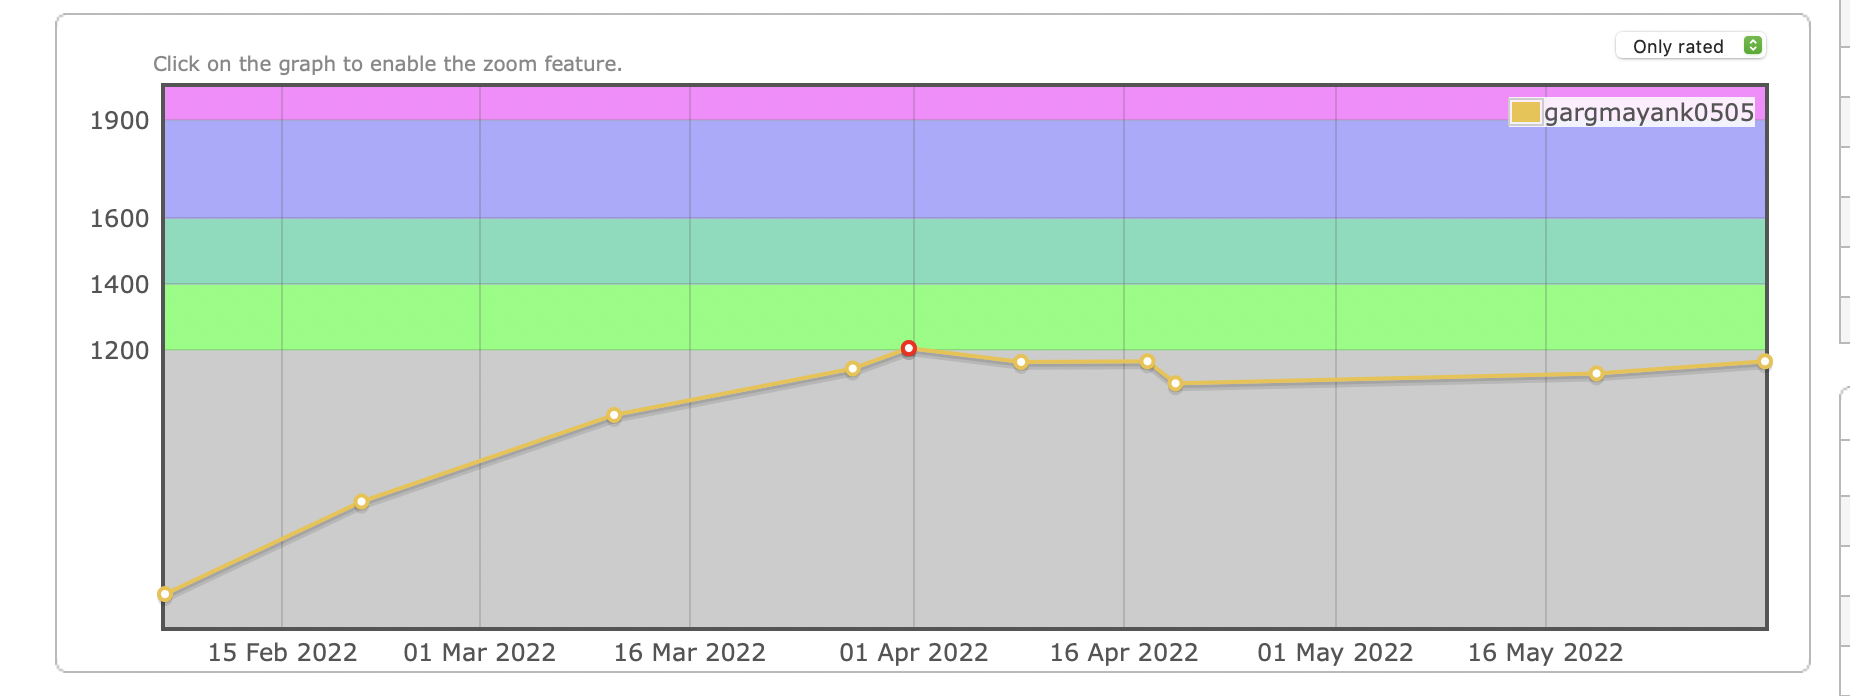 Only rated
Click on the graph to enable the zoom feature.
gargmayank0505
1900
1600
1400
1200
15 Feb 2022 01 Mar 2022 16 Mar 2022 01 Apr 2022 16 Apr 2022 01 May 2022 16 May 2022